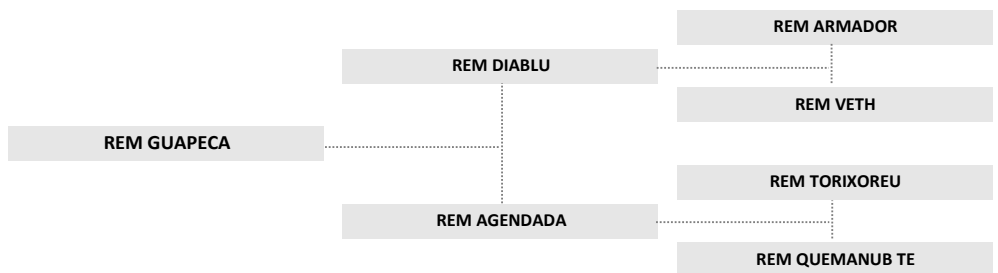 REM ARMADOR
REM DIABLU
REM VETH
REM GUAPECA
REM TORIXOREU
REM AGENDADA
REM QUEMANUB TE